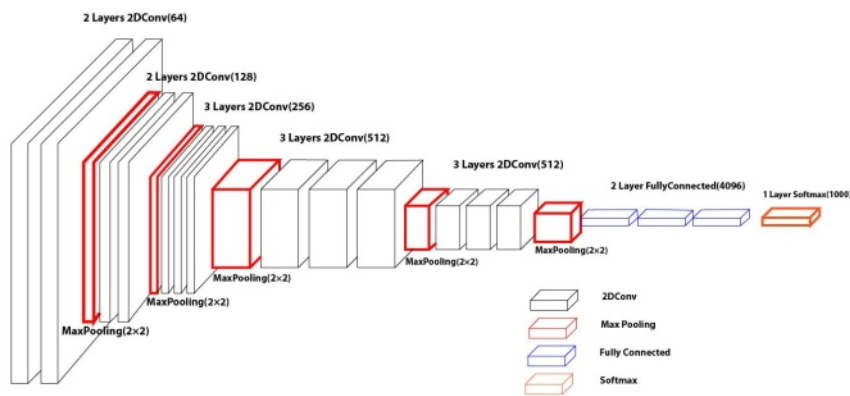 2 Layers 2DConv(64)
2 Layers 2DConv(128)
3 Layers 2DConv(256)
3 Layers 2DConv(512)
3 Layers 2DConv(512)
2 Layer FullyConnected(4096)
1 Layer Softmax(1000)
MaxPooling(2×2)
MaxPooling(2×2)
MaxPooling(2×2)
MaxPooling(2×2)
MaxPooling(2×2)
2DConv
Max Pooling
Fully Connected
Softmax